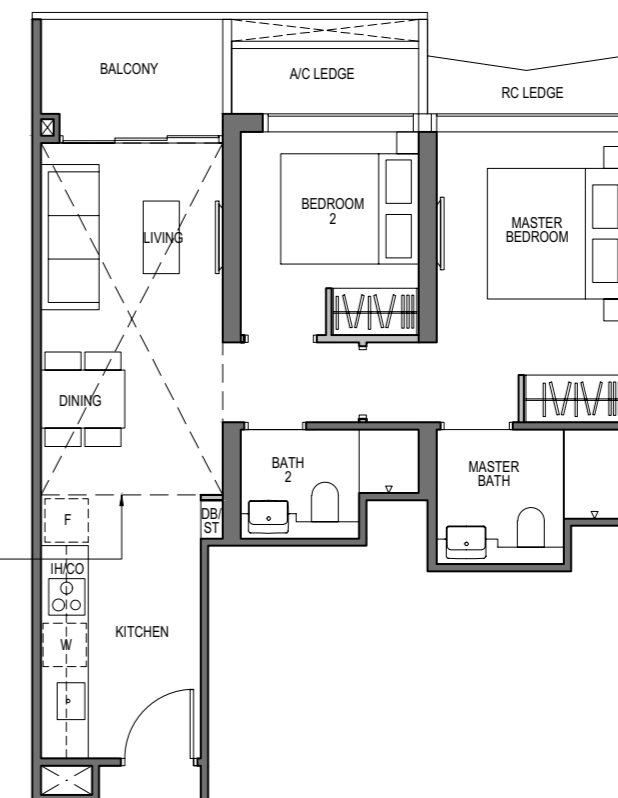 BALCONY
A/C LEDGE
RC LEDGE
BEDROOM
2
LIVING
MASTER
BEDROOM
DINING
BATH
2
MASTER
BATH
F
DB/
ST
IH/CO
KITCHEN
W